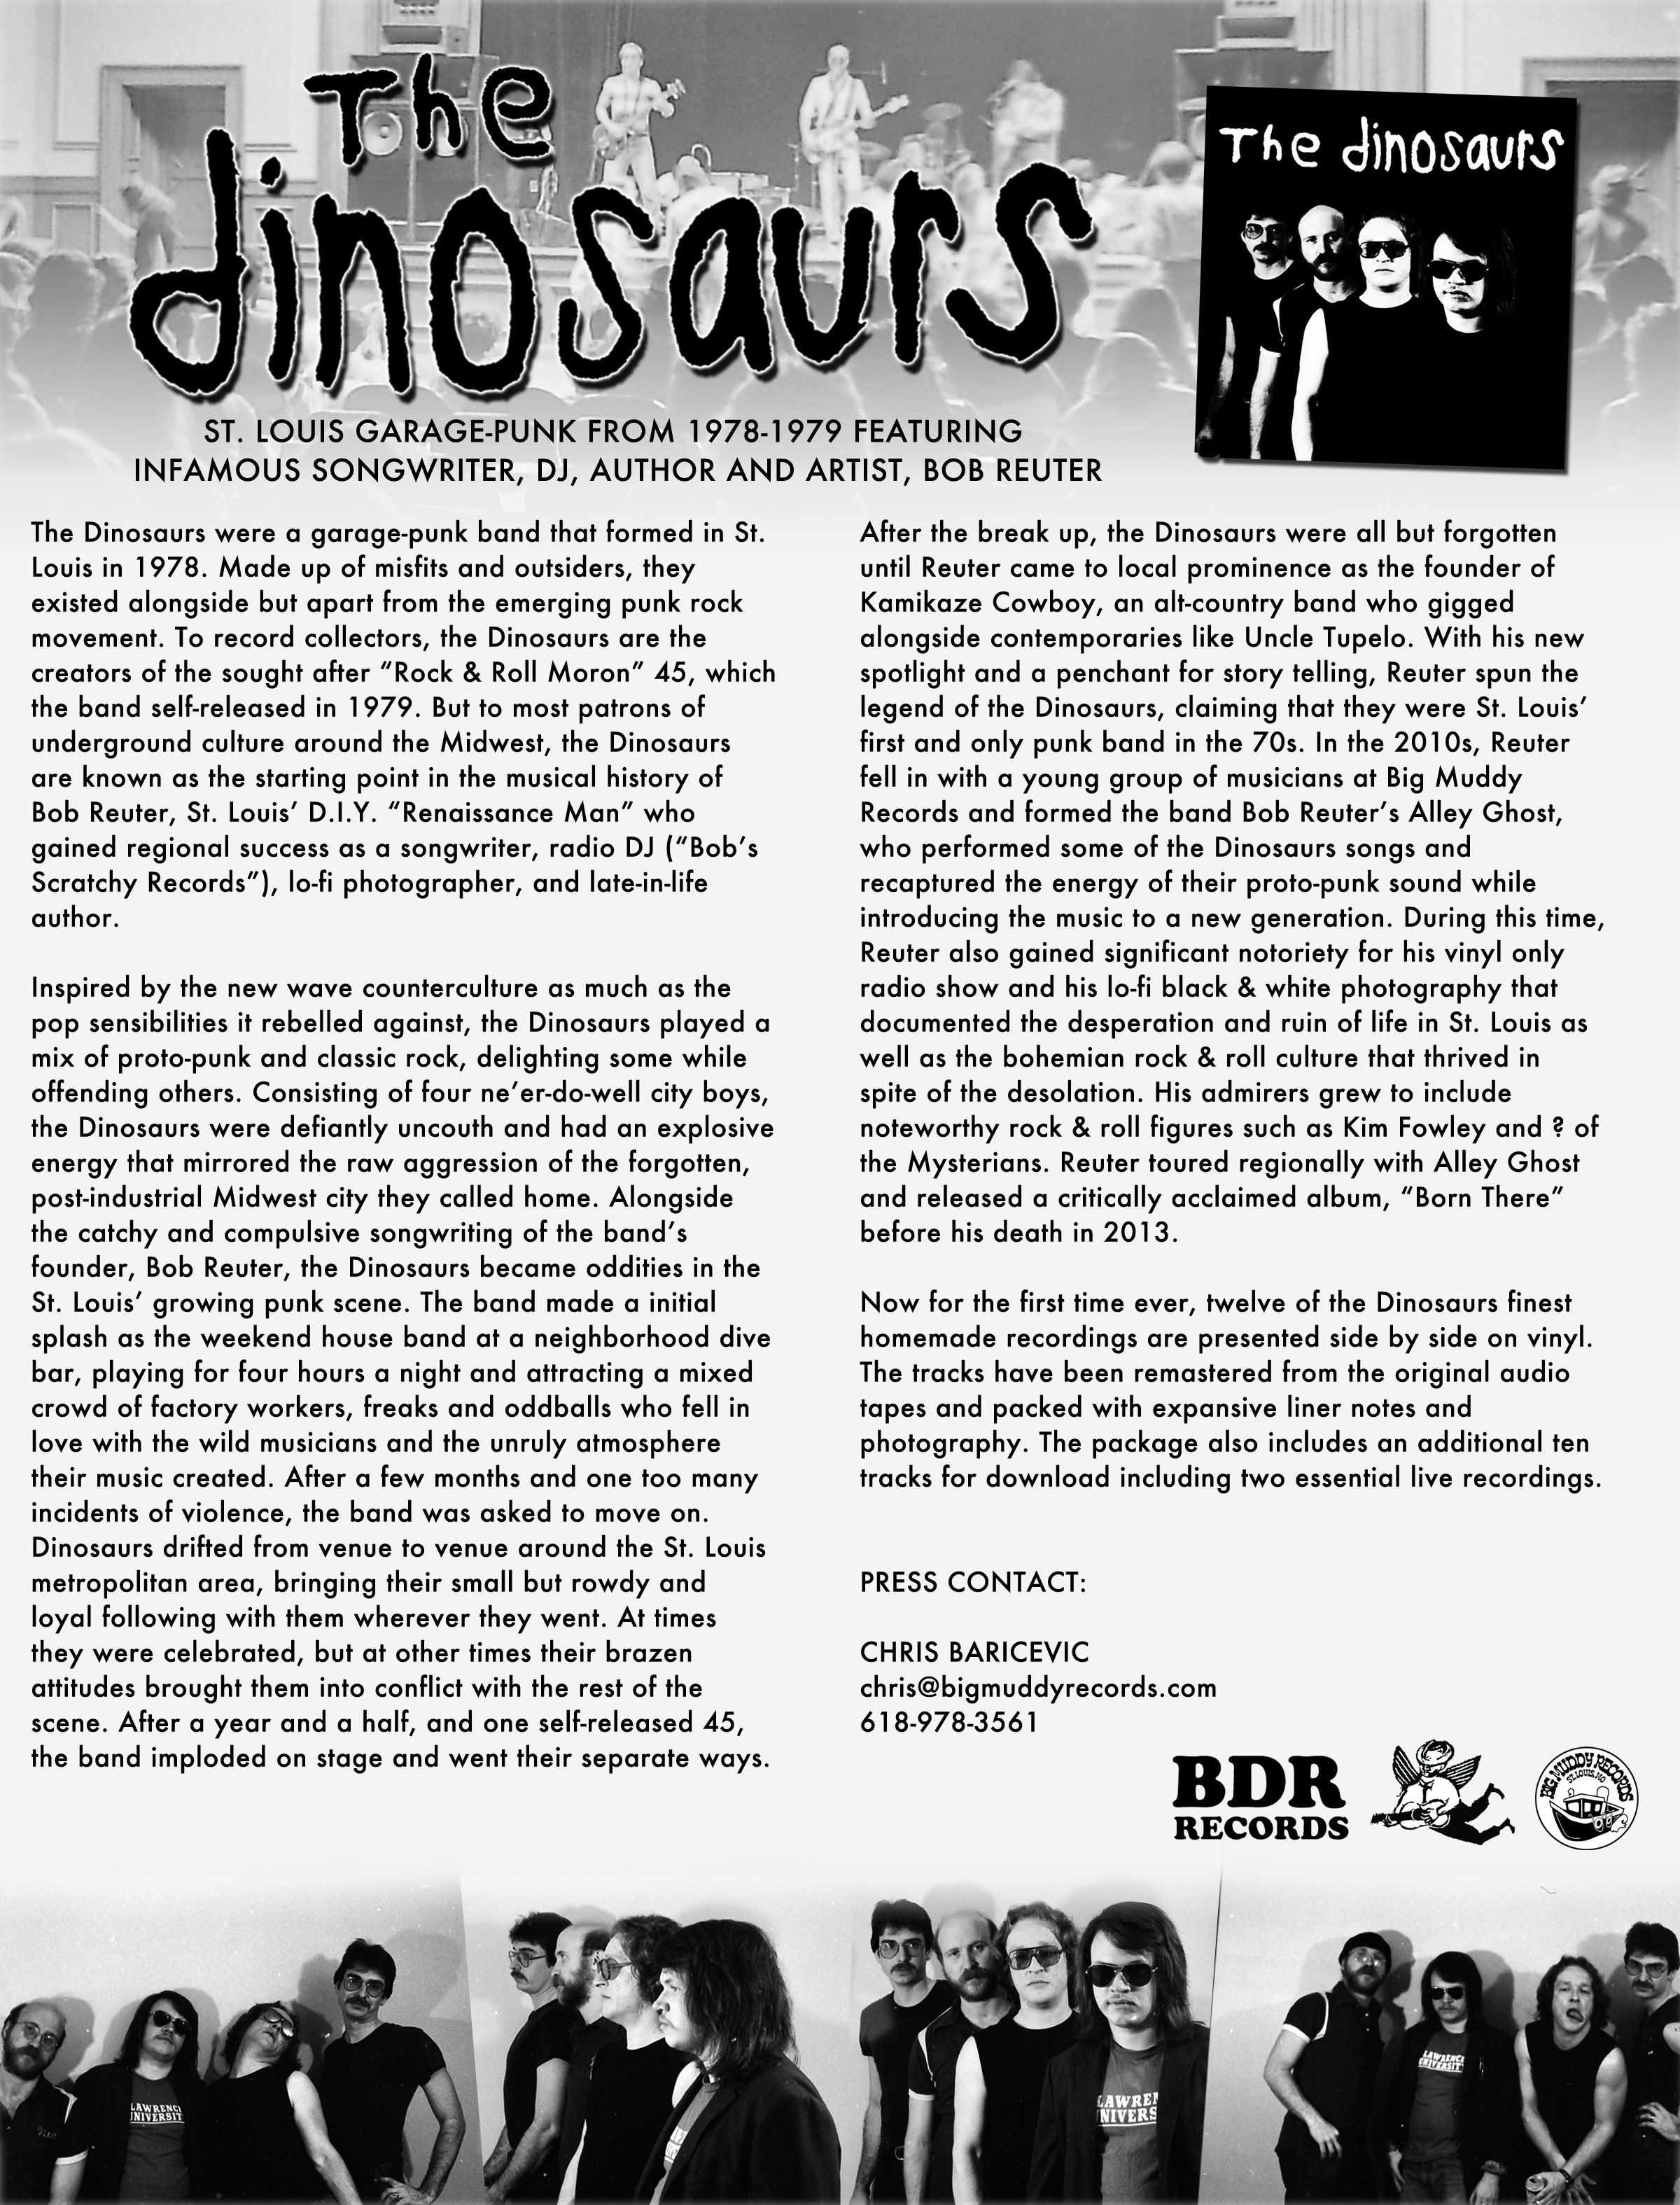 The
dinosaurs
The dinosaurs
ST. LOUIS GARAGE-PUNK FROM 1978-1979 FEATURING
INFAMOUS SONGWRITER, DJ, AUTHOR AND ARTIST, BOB REUTER
The Dinosaurs were a garage-punk band that formed in St.
Louis in 1978. Made up of misfits and outsiders, they
existed alongside but apart from the emerging punk rock
movement. To record collectors, the Dinosaurs are the
creators of the sought after “Rock & Roll Moron” 45, which
the band self-released in 1979. But to most patrons of
underground culture around the Midwest, the Dinosaurs
are known as the starting point in the musical history of
Bob Reuter, St. Louis’ D.I.Y. “Renaissance Man” who
gained regional success as a songwriter, radio DJ (“Bob’s
Scratchy Records”), lo-fi photographer, and late-in-life
author.
Inspired by the new wave counterculture as much as the
pop sensibilities it rebelled against, the Dinosaurs played a
mix of proto-punk and classic rock, delighting some while
offending others. Consisting of four ne’er-do-well city boys,
the Dinosaurs were defiantly uncouth and had an explosive
energy that mirrored the raw aggression of the forgotten,
post-industrial Midwest city they called home. Alongside
the catchy and compulsive songwriting of the band’s
founder, Bob Reuter, the Dinosaurs became oddities in the
St. Louis’ growing punk scene. The band made a initial
splash as the weekend house band at a neighborhood dive
bar, playing for four hours a night and attracting a mixed
crowd of factory workers, freaks and oddballs who fell in
love with the wild musicians and the unruly atmosphere
their music created. After a few months and one too many
incidents of violence, the band was asked to move on.
Dinosaurs drifted from venue to venue around the St. Louis
metropolitan area, bringing their small but rowdy and
loyal following with them wherever they went. At times
they were celebrated, but at other times their brazen
attitudes brought them into conflict with the rest of the
scene. After a year and a half, and one self-released 45,
the band imploded on stage and went their separate ways.
After the break up, the Dinosaurs were all but forgotten
until Reuter came to local prominence as the founder of
Kamikaze Cowboy, an alt-country band who gigged
alongside contemporaries like Uncle Tupelo. With his new
spotlight and a penchant for story telling, Reuter spun the
legend of the Dinosaurs, claiming that they were St. Louis’
first and only punk band in the 70s. In the 2010s, Reuter
fell in with a young group of musicians at Big Muddy
Records and formed the band Bob Reuter’s Alley Ghost,
who performed some of the Dinosaurs songs and
recaptured the energy of their proto-punk sound while
introducing the music to a new generation. During this time,
Reuter also gained significant notoriety for his vinyl only
radio show and his lo-fi black & white photography that
documented the desperation and ruin of life in St. Louis as
well as the bohemian rock & roll culture that thrived in
spite of the desolation. His admirers grew to include
noteworthy rock & roll figures such as Kim Fowley and ? of
the Mysterians. Reuter toured regionally with Alley Ghost
and released a critically acclaimed album, “Born There”
before his death in 2013.
Now for the first time ever, twelve of the Dinosaurs finest
homemade recordings are presented side by side on vinyl.
The tracks have been remastered from the original audio
tapes and packed with expansive liner notes and
photography. The package also includes an additional ten
tracks for download including two essential live recordings.
PRESS CONTACT:
CHRIS BARICEVIC
chris@bigmuddyrecords.com
618-978-3561
BDR
RECORDS
BIG MUDDY RECORDS
ST. LOUIS, MO
LAWRENC
UNIVERSIT
LAWREN
NIVERS
LAWRENCE
UNIVERSIT